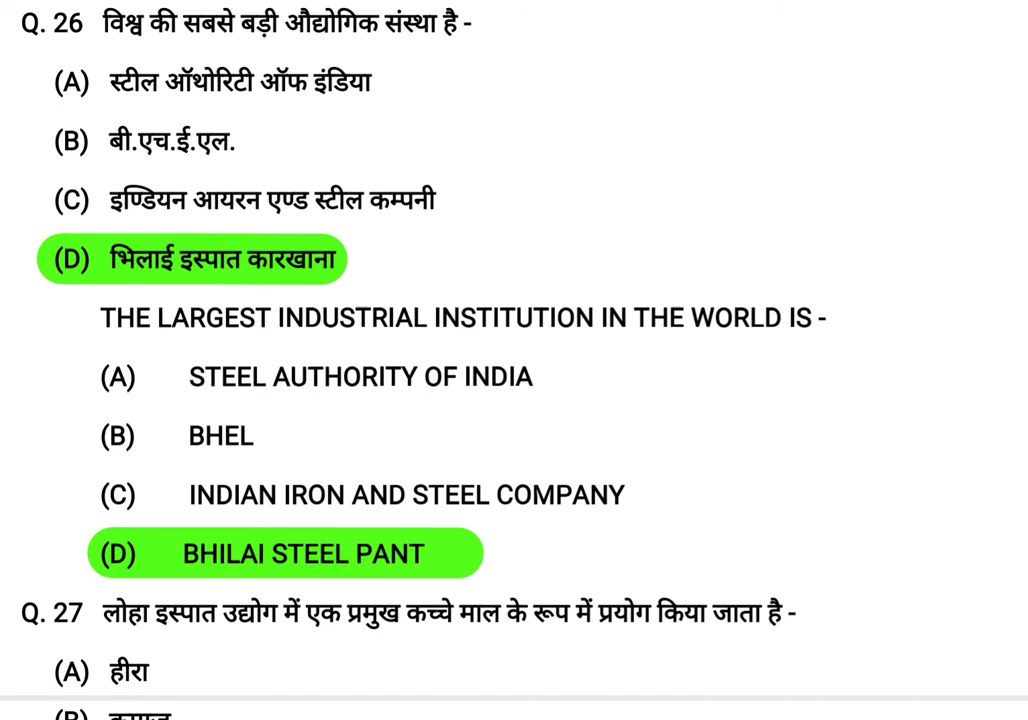 Q. 26 विश्व की सबसे बड़ी औद्योगिक संस्था है -
(A) स्टील ऑथोरिटी ऑफ इंडिया
(B) बी.एच.ई.एल.
(C) इण्डियन आयरन एण्ड स्टील कम्पनी
(D) भिलाई इस्पात कारखाना
THE LARGEST INDUSTRIAL INSTITUTION IN THE WORLD IS -
(A) STEEL AUTHORITY OF INDIA
(B) BHEL
(C) INDIAN IRON AND STEEL COMPANY
(D) BHILAI STEEL PANT
Q. 27 लोहा इस्पात उद्योग में एक प्रमुख कच्चे माल के रूप में प्रयोग किया जाता है -
(A) हीरा
(B)